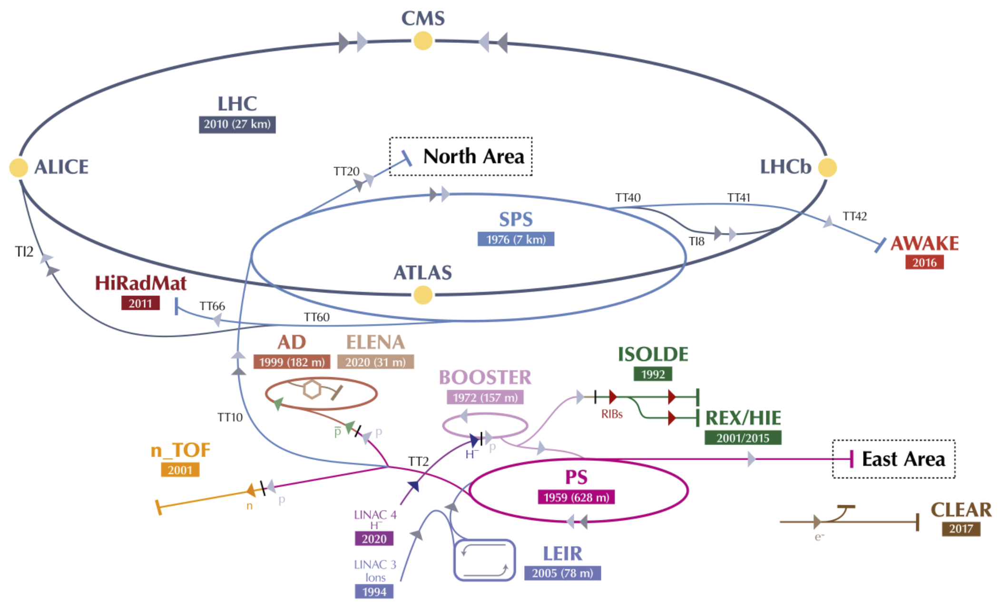 CMS
LHC
2010 (27 km)
North Area
ALICE
LHCb
TT20
TT40
TT41
TT42
SPS
1976 (7 km)
TI8
AWAKE
2016
TI2
ATLAS
HiRadMat
2011
TT66
TT60
AD
1999 (182 m)
ELENA
2020 (31 m)
ISOLDE
1992
BOOSTER
1972 (157 m)
RIBs
REX/HIE
2001/2015
TT10
p̅
p
H⁻
p
n_TOF
2001
TT2
East Area
PS
1959 (628 m)
n
p
LINAC 4
H⁻
2020
CLEAR
2017
e⁻
LINAC 3
Ions
1994
LEIR
2005 (78 m)